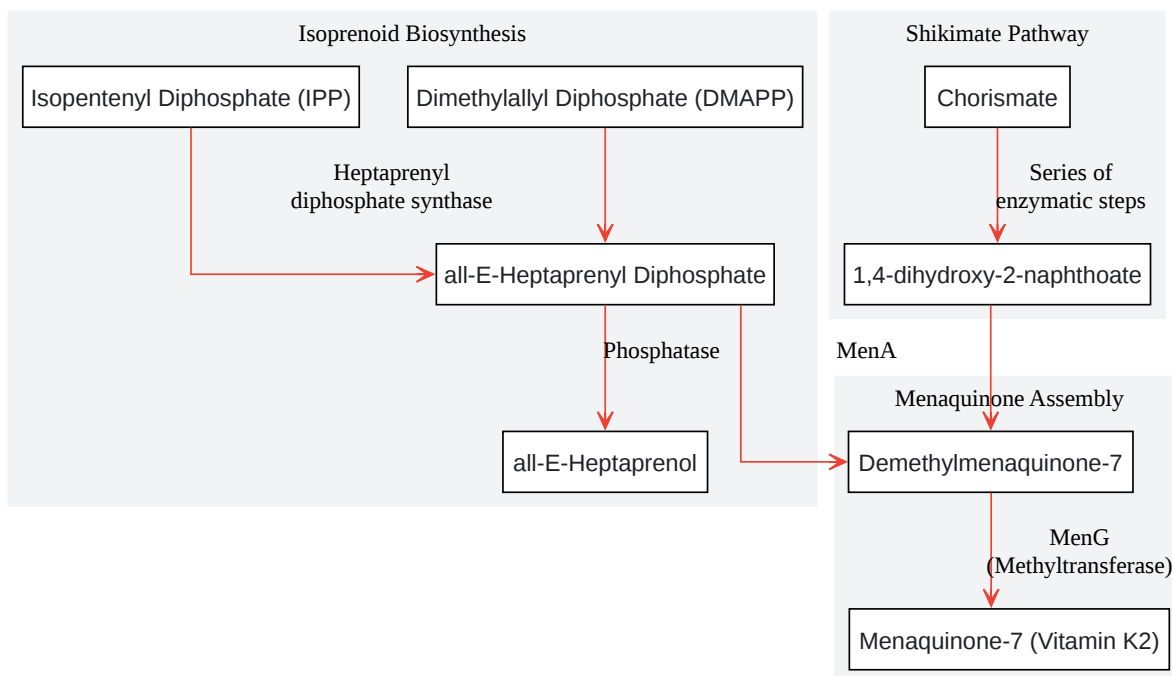 Isoprenoid Biosynthesis
Shikimate Pathway
Isopentenyl Diphosphate (IPP)
Dimethylallyl Diphosphate (DMAPP)
Chorismate
Heptaprenyl
diphosphate synthase
Series of
enzymatic steps
all-E-Heptaprenyl Diphosphate
1,4-dihydroxy-2-naphthoate
Phosphatase
MenA
Menaquinone Assembly
all-E-Heptaprenol
Demethylmenaquinone-7
MenG
(Methyltransferase)
Menaquinone-7 (Vitamin K2)